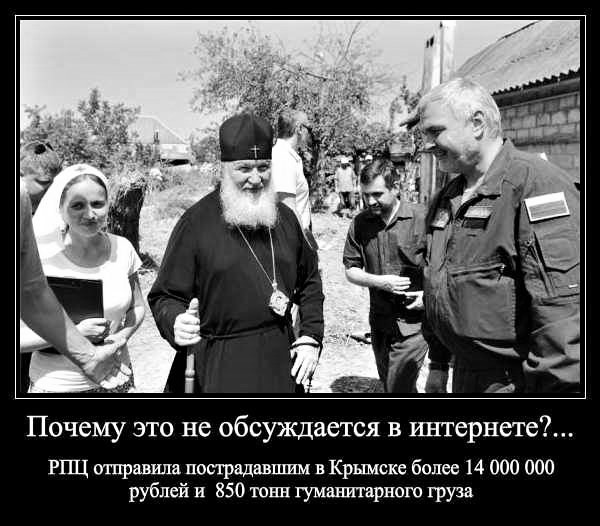 Почему это не обсуждается в интернете?...
РПЦ отправила пострадавшим в Крымске более 14 000 000
рублей и 850 тонн гуманитарного груза